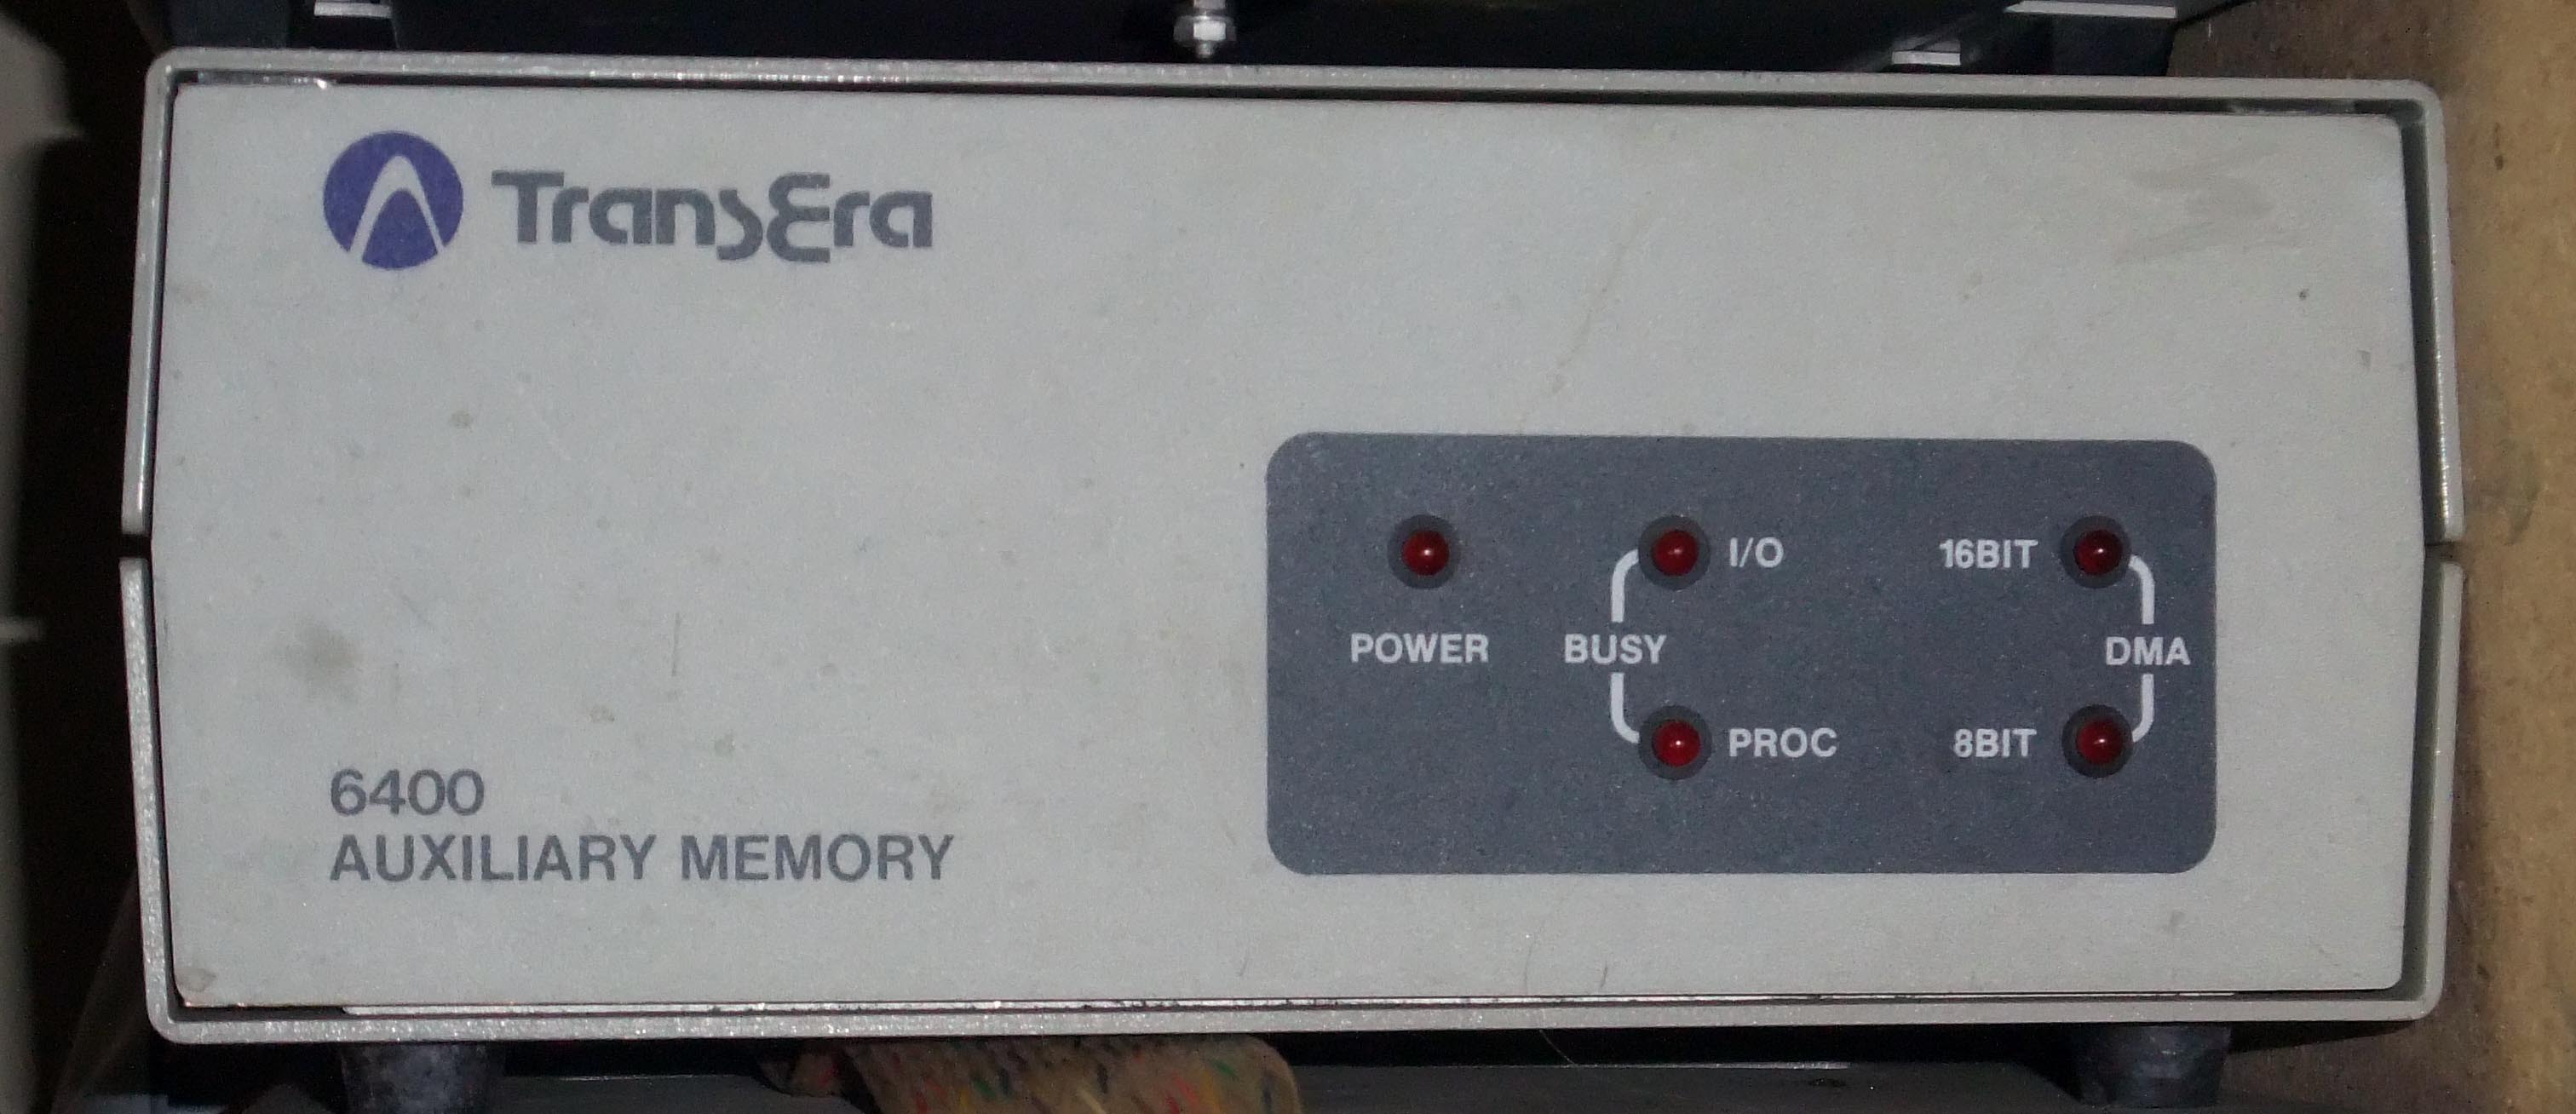 TransEra
6400
AUXILIARY MEMORY
I/O
16BIT
POWER
BUSY
DMA
PROC
8BIT